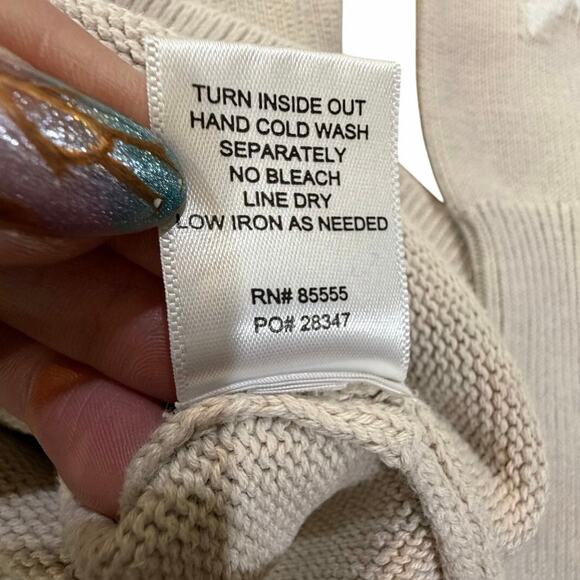 TURN INSIDE OUT
HAND COLD WASH
SEPARATELY
NO BLEACH
LINE DRY
LOW IRON AS NEEDED
RN# 85555
PO# 28347